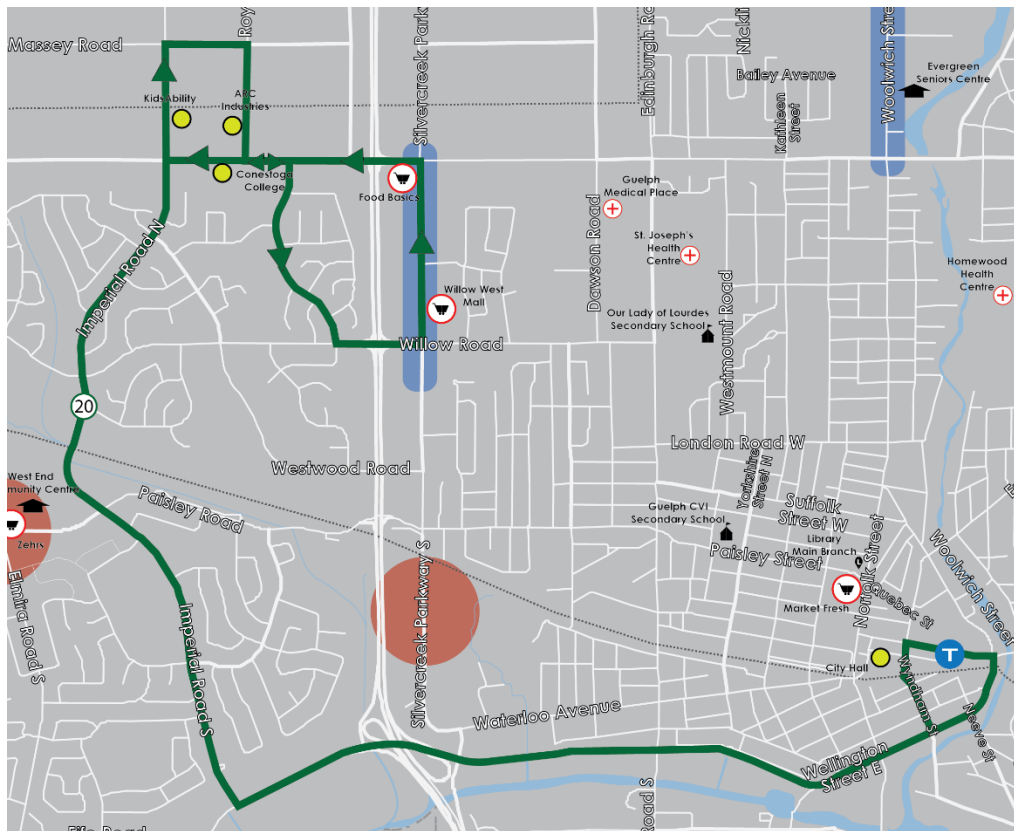 Massey Road
Roy
Silvercreek Park
Edinburgh Ro
Nickli
Woolwich Stre
Bailey Avenue
Evergreen
Seniors Centre
Kathleen
Street
KidsAbility
ARC
Industries
Conestoga
College
Food Basics
Guelph
Medical Place
Dawson Road
St. Joseph's
Health
Centre
Homewood
Health
Centre
Imperial Road N
Willow West
Mall
Our Lady of Lourdes
Secondary School
Westmount Road
Willow Road
20
London Road W
Westwood Road
Yorkshire
Street N
West End
munity Centre
Paisley Road
Zehrs
Suffolk
Street W
Guelph CVI
Secondary School
Paisley Street
Library
Main Branch
Norfolk Street
Woolwich Street
Quebec St
Market Fresh
Elmira Road S
Imperial Road S
Silvercreek Parkway S
City Hall
T
Wyndham St
Neeve St
Waterloo Avenue
Wellington
Street E
Road S
Fife Road